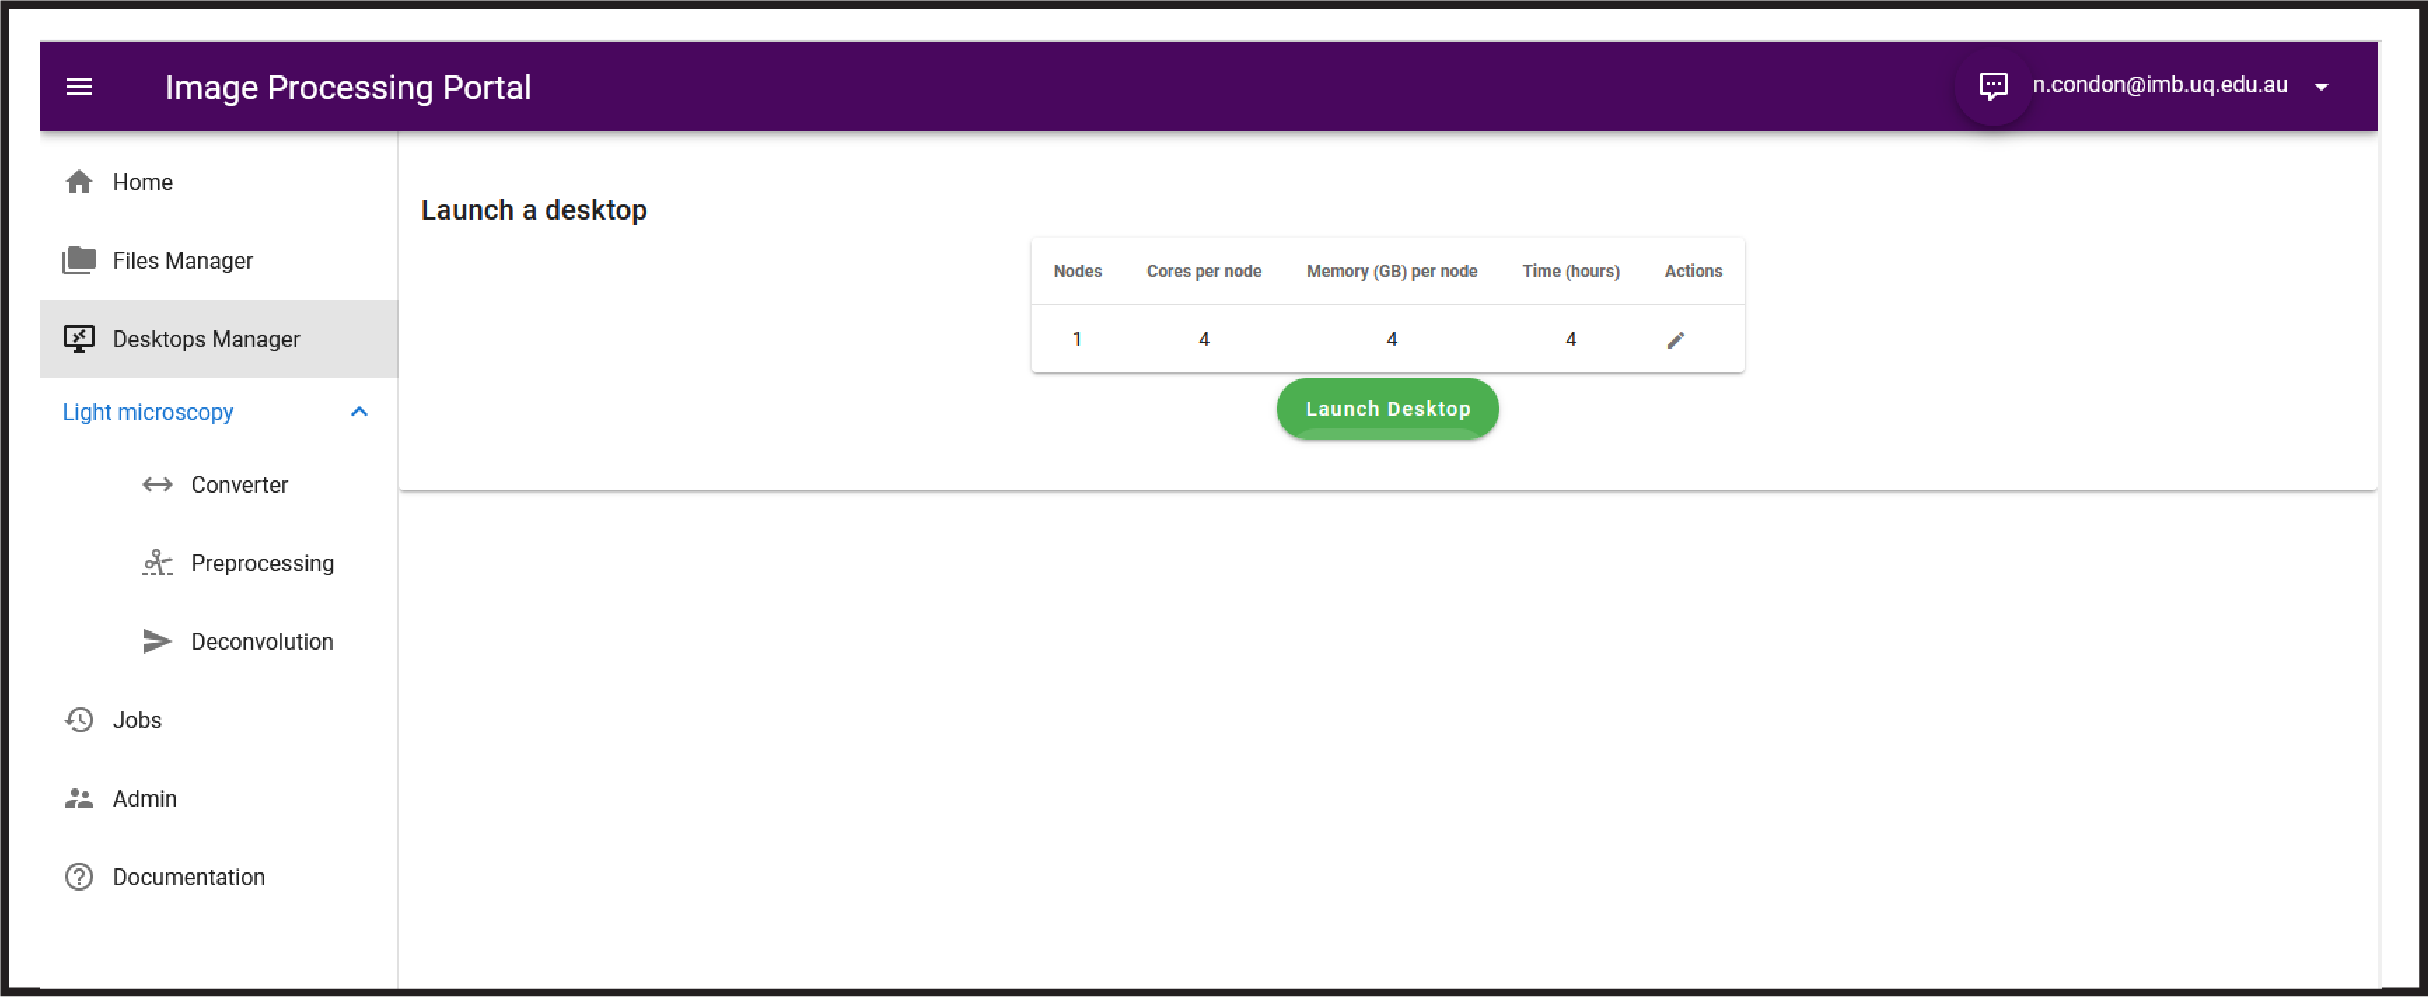 Image Processing Portal
n.condon@imb.uq.edu.au
Home
Files Manager
Desktops Manager
Light microscopy
Converter
Preprocessing
Deconvolution
Jobs
Admin
Documentation
Launch a desktop
Nodes Cores per node Memory (GB) per node Time (hours) Actions
1 4 4 4
Launch Desktop